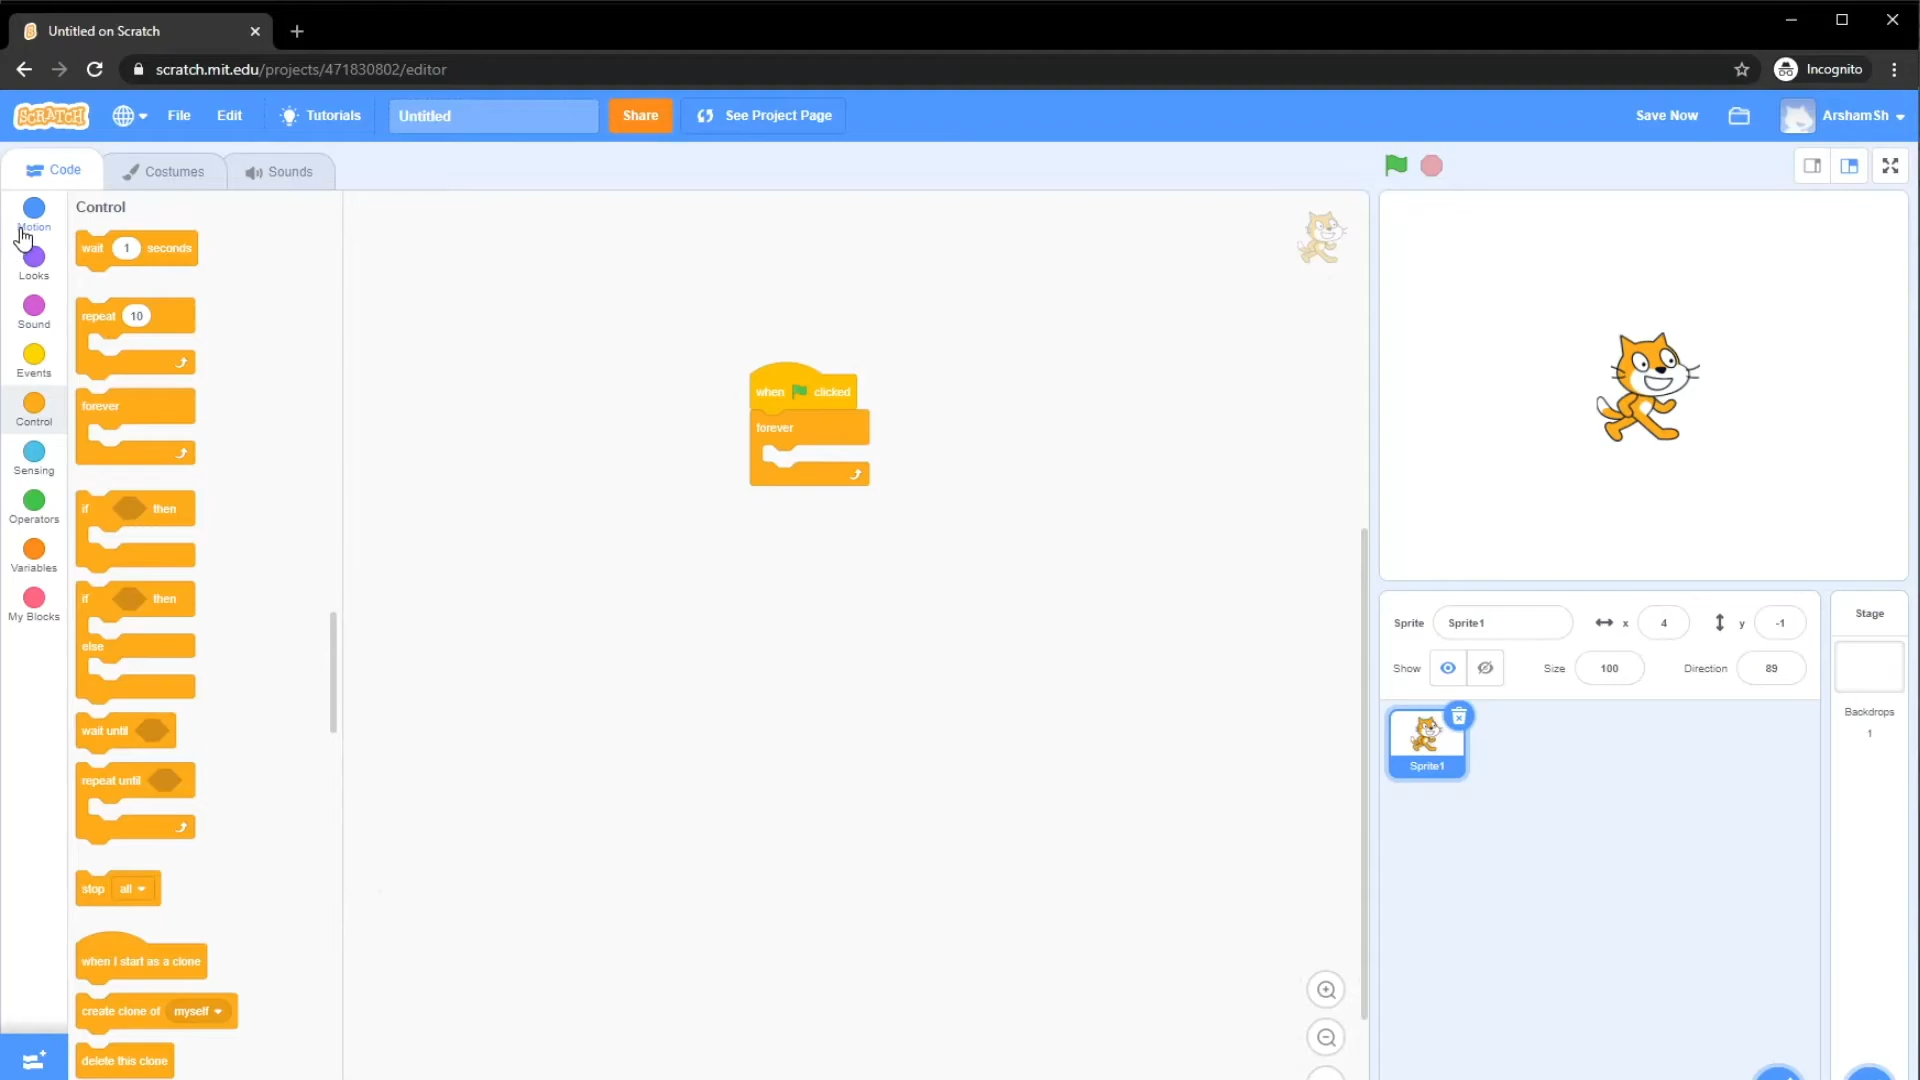 Untitled on Scratch
scratch.mit.edu/projects/471830802/editor
Incognito
SCRATCH
File
Edit
Tutorials
Untitled
Share
See Project Page
Save Now
ArshamSh
Code
Costumes
Sounds
Motion
Looks
Sound
Events
Control
Sensing
Operators
Variables
My Blocks
Control
wait 1 seconds
repeat 10
forever
if then
if then
else
wait until
repeat until
stop all
when I start as a clone
create clone of myself
delete this clone
when clicked
forever
Sprite Sprite1 x 4 y -1
Show Size 100 Direction 89
Sprite1
Stage
Backdrops
1